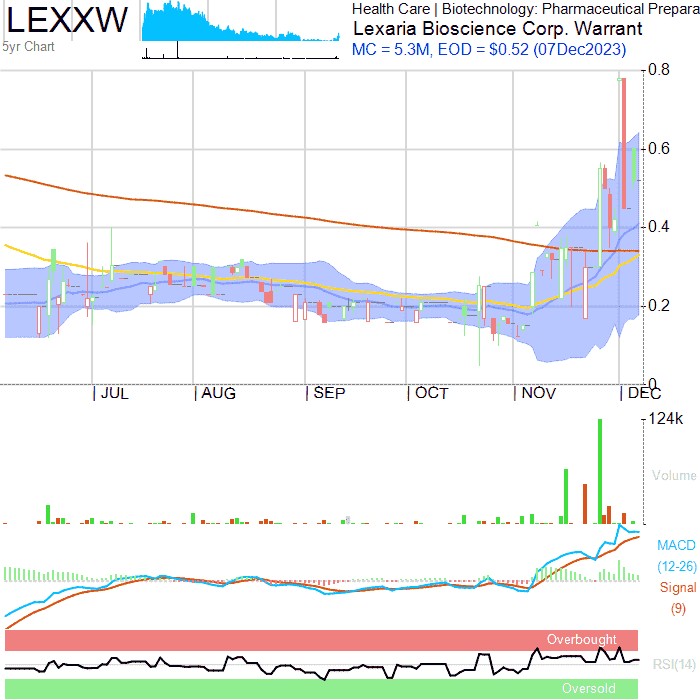 LEXXW
5yr Chart
Health Care | Biotechnology: Pharmaceutical Prepara
Lexaria Bioscience Corp. Warrant
MC = 5.3M, EOD = $0.52 (07Dec2023)
0.8
0.6
0.4
0.2
0
JUL AUG SEP OCT NOV DEC
124k
Volume
MACD
(12-26)
Signal
(9)
Overbought
RSI(14)
Oversold